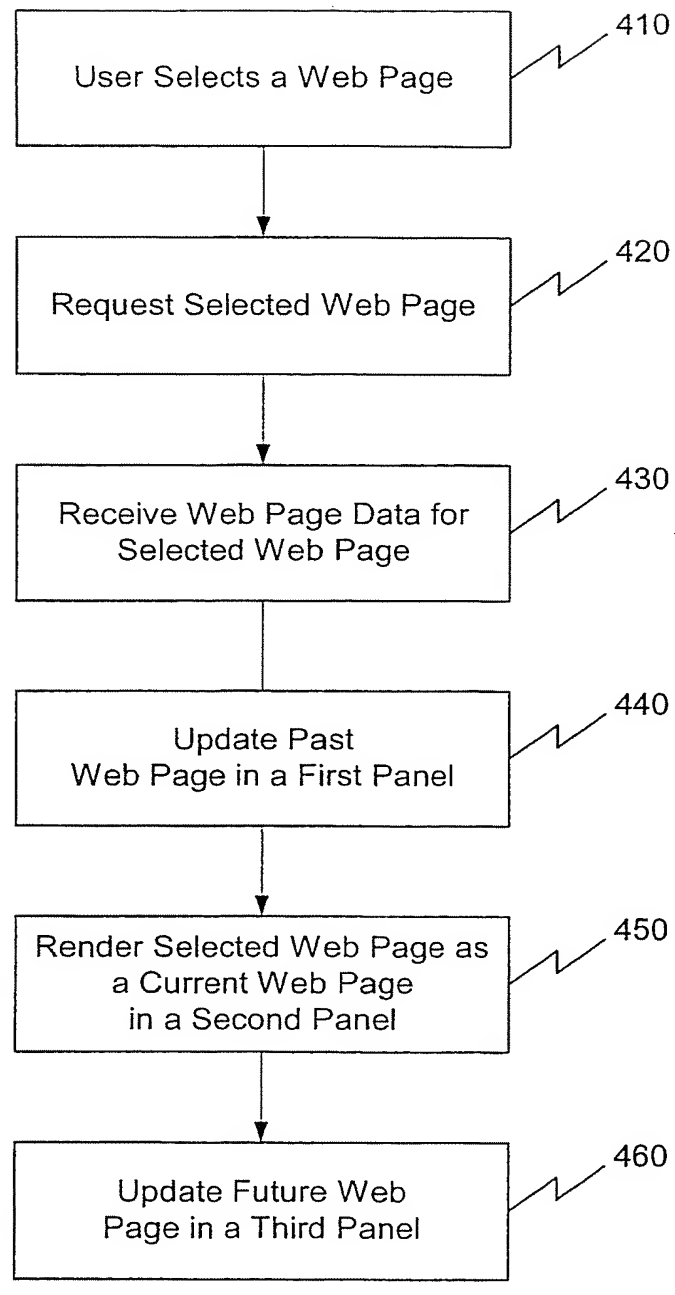 410
User Selects a Web Page
420
Request Selected Web Page
430
Receive Web Page Data for
Selected Web Page
440
Update Past
Web Page in a First Panel
450
Render Selected Web Page as
a Current Web Page
in a Second Panel
460
Update Future Web
Page in a Third Panel